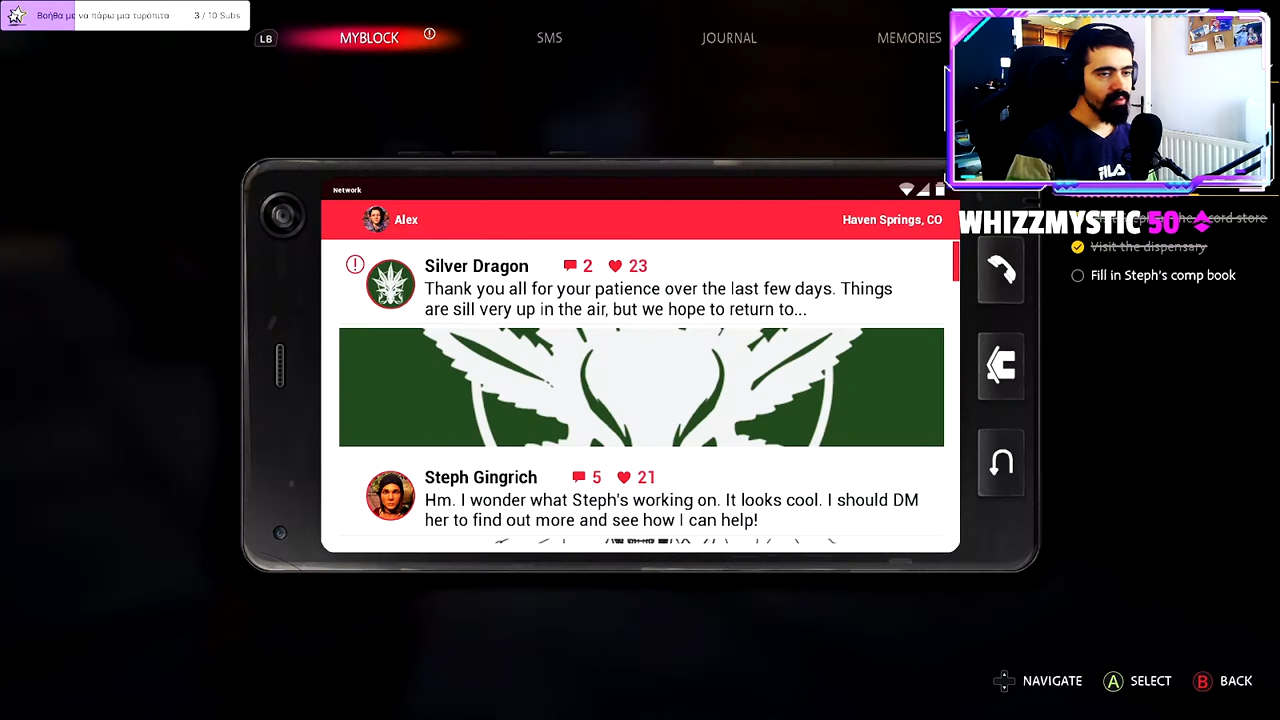 Βοήθα με να πάρω μια τυρόπιτα 3 / 10 Subs
LB MYBLOCK SMS JOURNAL MEMORIES
Network
Alex Haven Springs, CO
Silver Dragon 2 23
Thank you all for your patience over the last few days. Things
are sill very up in the air, but we hope to return to...
Steph Gingrich 5 21
Hm. I wonder what Steph's working on. It looks cool. I should DM
her to find out more and see how I can help!
FILA
WHIZZMYSTIC 50
cord store
Visit the dispensary
Fill in Steph's comp book
NAVIGATE A SELECT B BACK